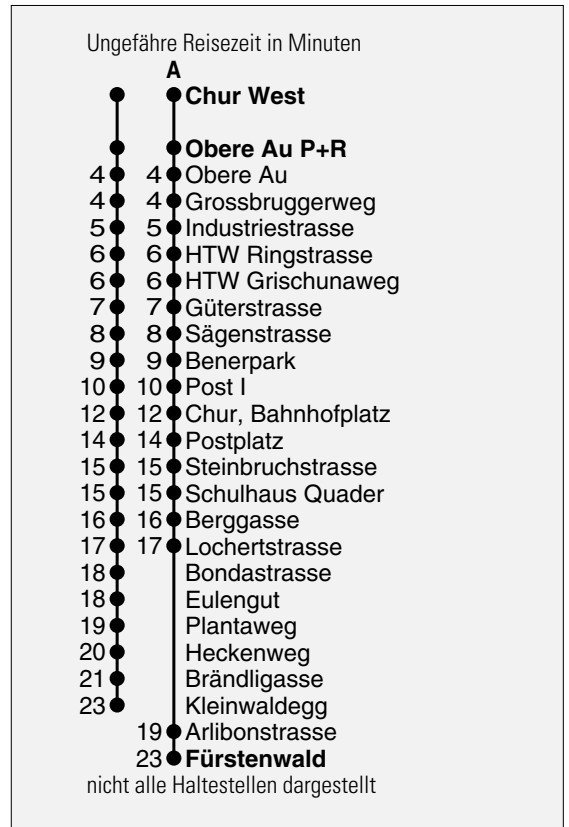 Ungefähre Reisezeit in Minuten
A
Chur West
Obere Au P+R
4 4 Obere Au
4 4 Grossbruggerweg
5 5 Industriestrasse
6 6 HTW Ringstrasse
6 6 HTW Grischunaweg
7 7 Güterstrasse
8 8 Sägenstrasse
9 9 Benerpark
10 10 Post I
12 12 Chur, Bahnhofplatz
14 14 Postplatz
15 15 Steinbruchstrasse
15 15 Schulhaus Quader
16 16 Berggasse
17 17 Lochertstrasse
18 Bondastrasse
18 Eulengut
19 Plantaweg
20 Heckenweg
21 Brändligasse
23 Kleinwaldegg
19 Arlibonstrasse
23 Fürstenwald
nicht alle Haltestellen dargestellt